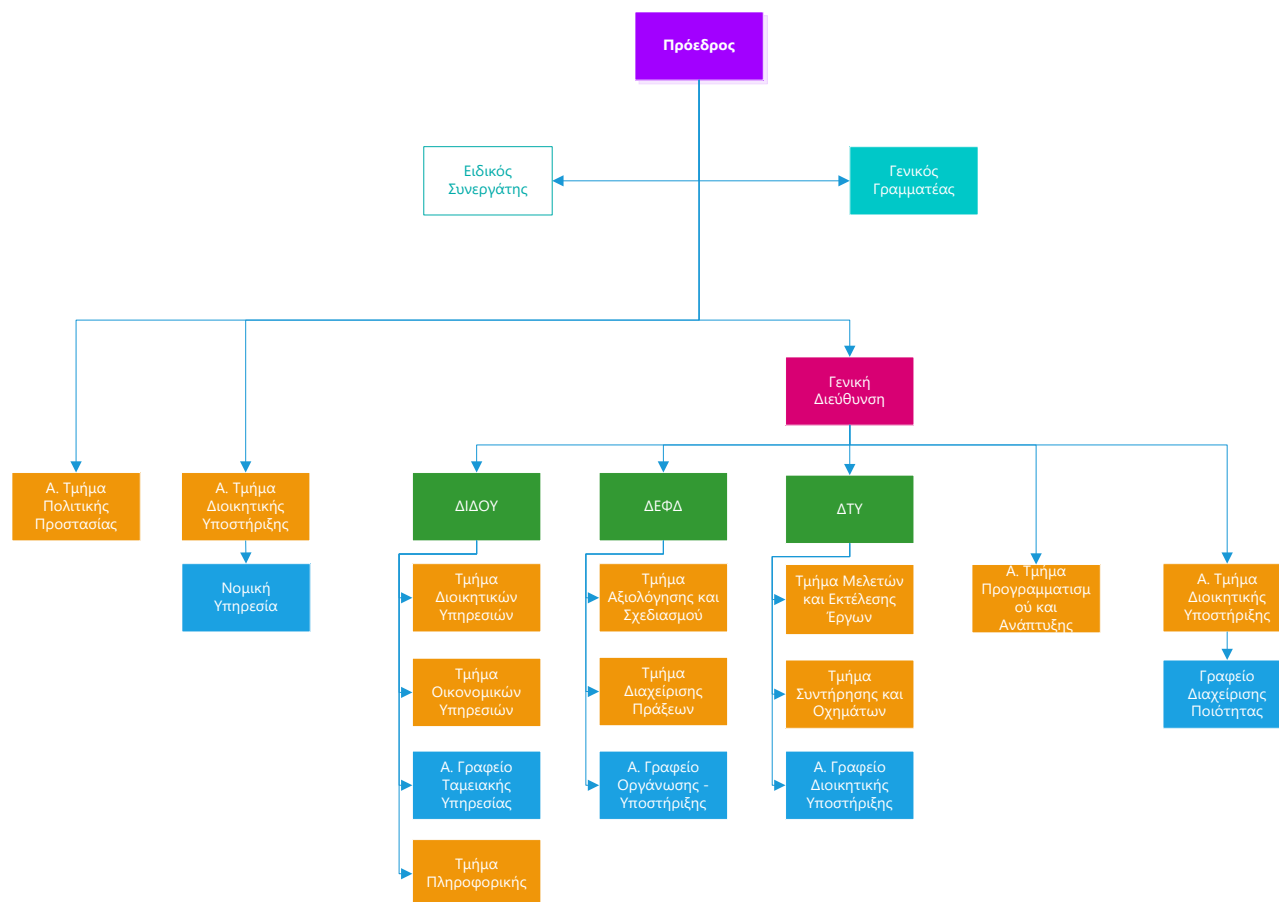 Πρόεδρος
Ειδικός
Συνεργάτης
Γενικός
Γραμματέας
Γενική
Διεύθυνση
Α. Τμήμα
Πολιτικής
Προστασίας
Α. Τμήμα
Διοικητικής
Υποστήριξης
ΔΙΔΟΥ
ΔΕΦΔ
ΔΤΥ
Νομική
Υπηρεσία
Τμήμα
Διοικητικών
Υπηρεσιών
Τμήμα
Αξιολόγησης και
Σχεδιασμού
Τμήμα Μελετών
και Εκτέλεσης
Έργων
Α. Τμήμα
Προγραμματισμ
ού και
Ανάπτυξης
Α. Τμήμα
Διοικητικής
Υποστήριξης
Τμήμα
Οικονομικών
Υπηρεσιών
Τμήμα
Διαχείρισης
Πράξεων
Τμήμα
Συντήρησης και
Οχημάτων
Γραφείο
Διαχείρισης
Ποιότητας
Α. Γραφείο
Ταμειακής
Υπηρεσίας
Α. Γραφείο
Οργάνωσης -
Υποστήριξης
Α. Γραφείο
Διοικητικής
Υποστήριξης
Τμήμα
Πληροφορικής